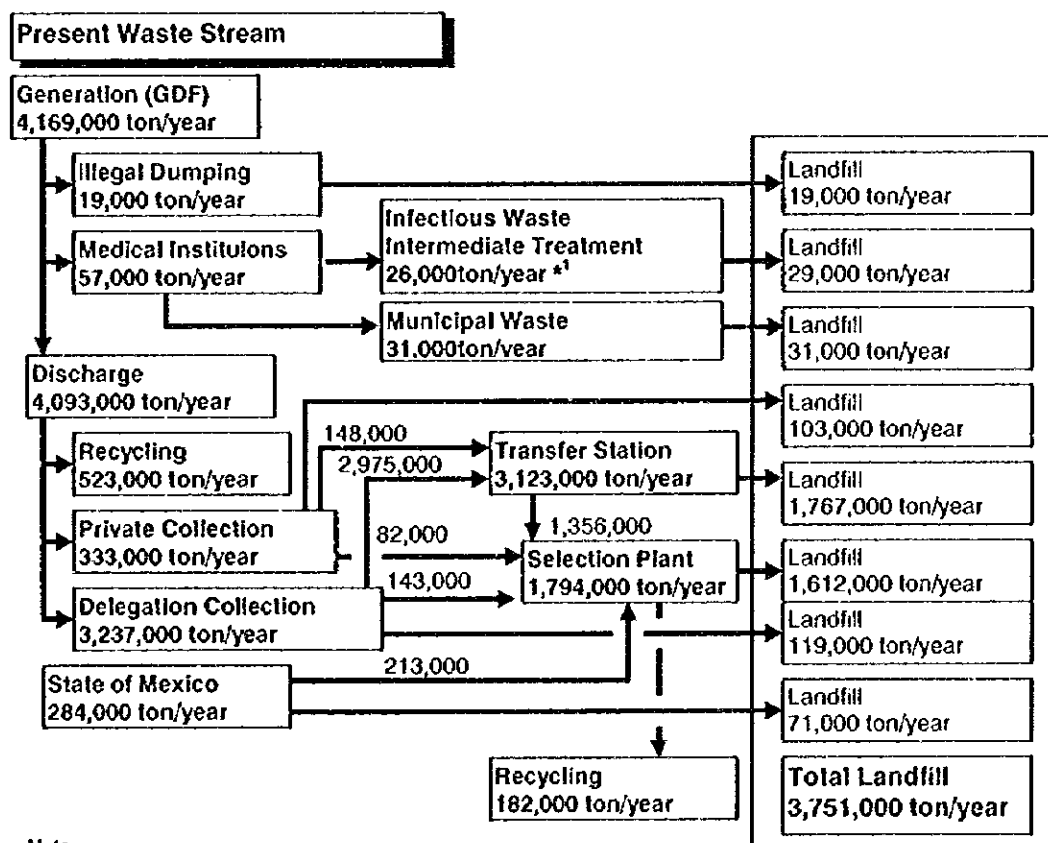 Present Waste Stream
Generation (GDF)
4,169,000 ton/year
Illegal Dumping
19,000 ton/year
Landfill
19,000 ton/year
Medical Institulons
57,000 ton/year
Infectious Waste
Intermediate Treatment
26,000ton/year *1
Landfill
29,000 ton/year
Municipal Waste
31,000ton/year
Landfill
31,000 ton/year
Discharge
4,093,000 ton/year
Landfill
103,000 ton/year
Recycling
523,000 ton/year
148,000
2,975,000
Transfer Station
3,123,000 ton/year
Landfill
1,767,000 ton/year
Private Collection
333,000 ton/year
82,000
1,356,000
Selection Plant
1,794,000 ton/year
Landfill
1,612,000 ton/year
Delegation Collection
3,237,000 ton/year
143,000
Landfill
119,000 ton/year
State of Mexico
284,000 ton/year
213,000
Landfill
71,000 ton/year
Recycling
182,000 ton/year
Total Landfill
3,751,000 ton/year